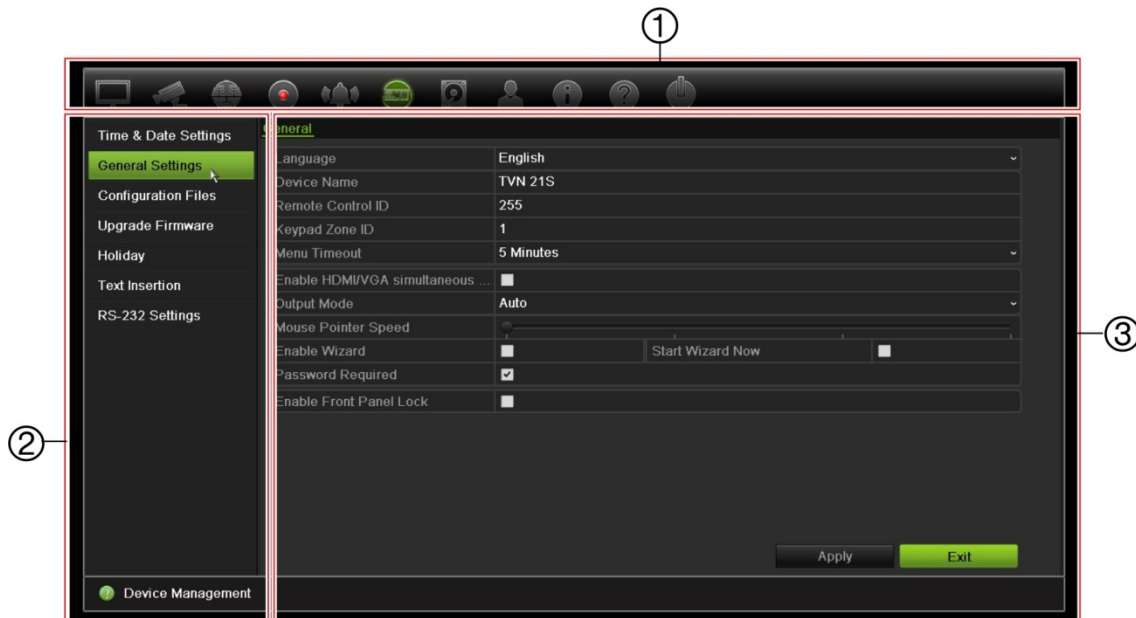 ①
Time & Date Settings
General Settings
Configuration Files
Upgrade Firmware
Holiday
Text Insertion
RS-232 Settings
②
General
Language English
Device Name TVN 21S
Remote Control ID 255
Keypad Zone ID 1
Menu Timeout 5 Minutes
Enable HDMI/VGA simultaneous ...
Output Mode Auto
Mouse Pointer Speed
Enable Wizard Start Wizard Now
Password Required
Enable Front Panel Lock
③
Apply Exit
Device Management